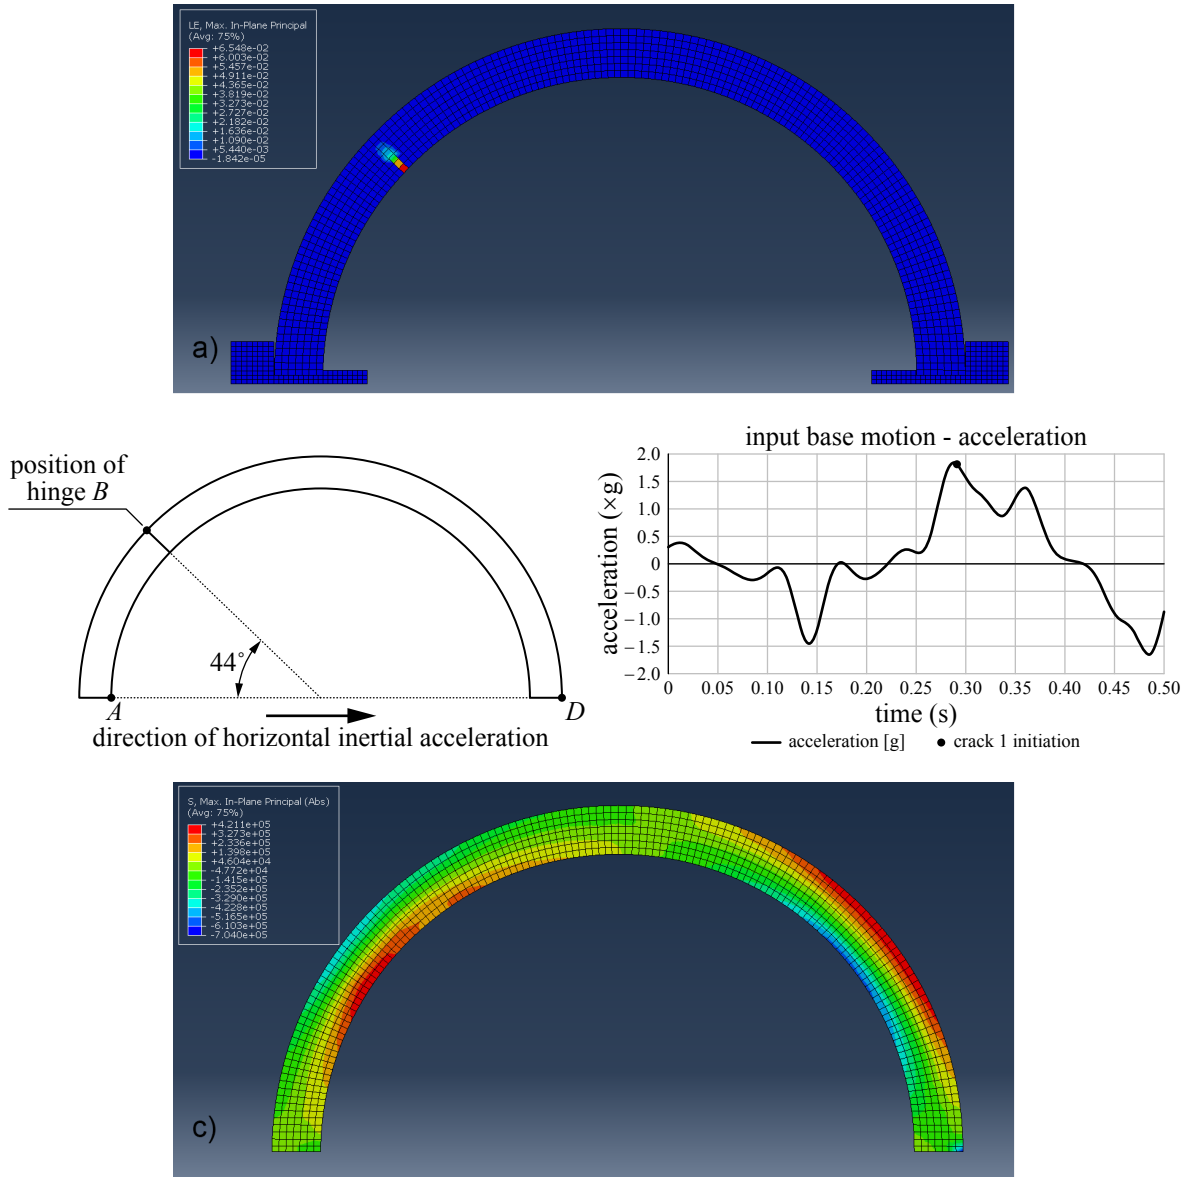 LE, Max. In-Plane Principal
(Avg: 75%)
+6.548e-02
+6.003e-02
+5.457e-02
+4.911e-02
+4.365e-02
+3.819e-02
+3.273e-02
+2.727e-02
+2.182e-02
+1.636e-02
+1.090e-02
+5.440e-03
-1.842e-05
a)
position of
hinge B
44°
A
D
direction of horizontal inertial acceleration
input base motion - acceleration
acceleration (×g)
2.0
1.5
1.0
0.5
0
−0.5
−1.0
−1.5
−2.0
0 0.05 0.10 0.15 0.20 0.25 0.30 0.35 0.40 0.45 0.50
time (s)
acceleration [g] crack 1 initiation
S, Max. In-Plane Principal (Abs)
(Avg: 75%)
+4.211e+05
+3.273e+05
+2.336e+05
+1.398e+05
+4.604e+04
-4.772e+04
-1.415e+05
-2.352e+05
-3.290e+05
-4.228e+05
-5.165e+05
-6.103e+05
-7.040e+05
c)